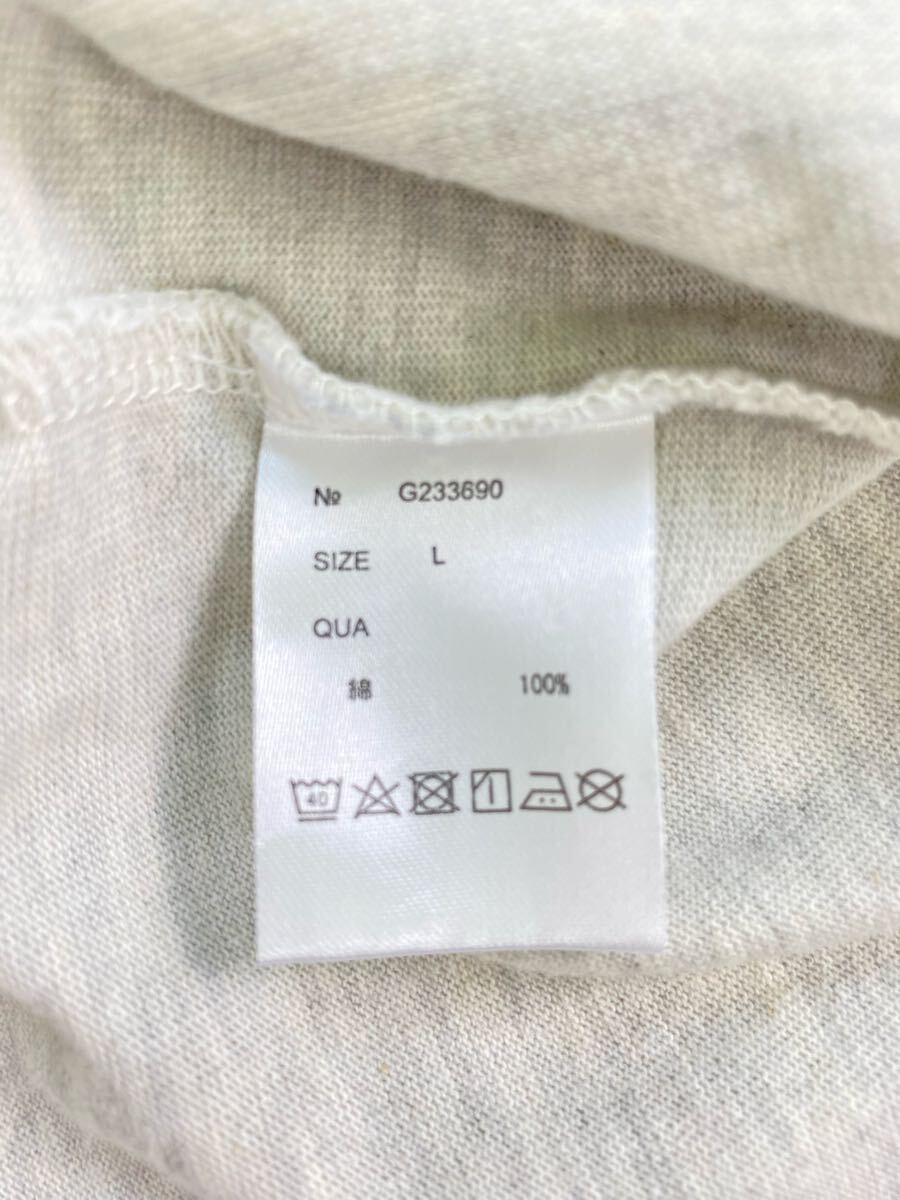 № G233690
SIZE L
QUA
綿 100%
40